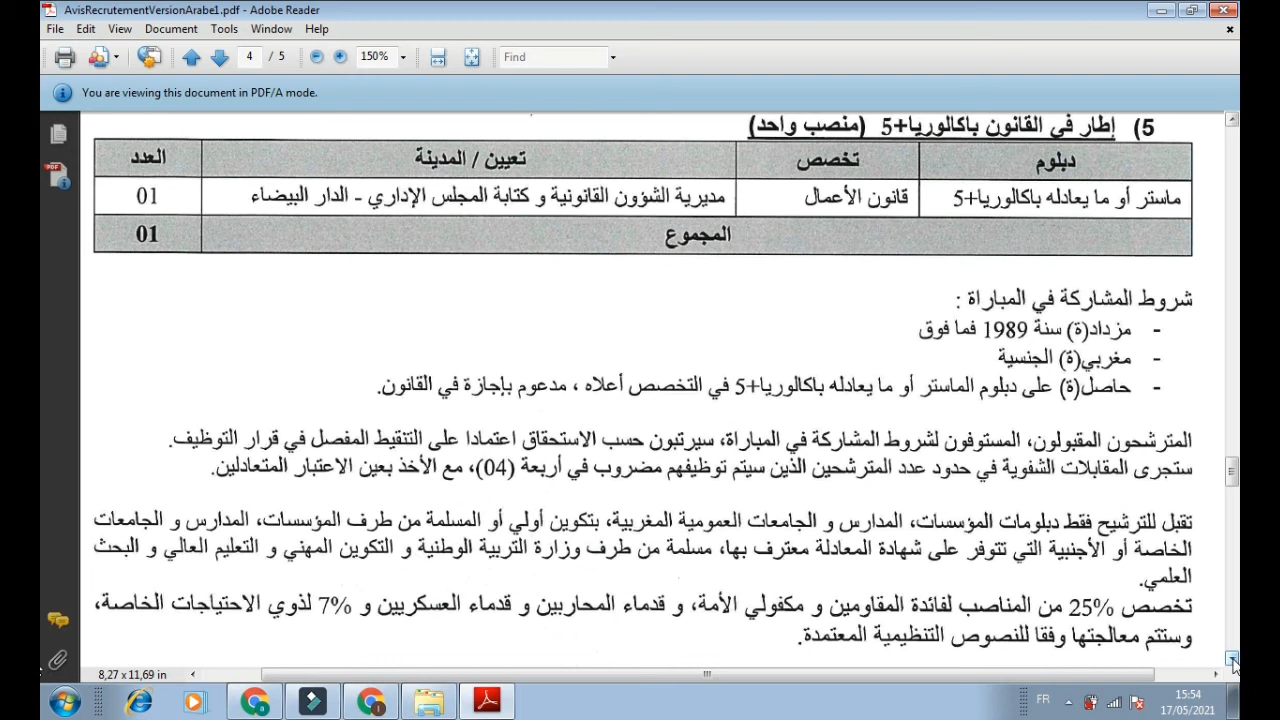 AvisRecrutementVersionArabe1.pdf - Adobe Reader
File Edit View Document Tools Window Help
4 / 5 150% Find
You are viewing this document in PDF/A mode.
5) إطار في القانون باكالوريا+5 (منصب واحد)
دبلوم تخصص تعيين / المدينة العدد
ماستر أو ما يعادله باكالوريا+5 قانون الأعمال مديرية الشؤون القانونية و كتابة المجلس الإداري - الدار البيضاء 01
المجموع 01
شروط المشاركة في المباراة :
- مزداد(ة) سنة 1989 فما فوق
- مغربي(ة) الجنسية
- حاصل(ة) على دبلوم الماستر أو ما يعادله باكالوريا+5 في التخصص أعلاه ، مدعوم بإجازة في القانون.
المترشحون المقبولون، المستوفون لشروط المشاركة في المباراة، سيرتبون حسب الاستحقاق اعتمادا على التنقيط المفصل في قرار التوظيف.
ستجرى المقابلات الشفوية في حدود عدد المترشحين الذين سيتم توظيفهم مضروب في أربعة (04)، مع الأخذ بعين الاعتبار المتعادلين.
تقبل للترشيح فقط دبلومات المؤسسات، المدارس و الجامعات العمومية المغربية، بتكوين أولي أو المسلمة من طرف المؤسسات، المدارس و الجامعات
الخاصة أو الأجنبية التي تتوفر على شهادة المعادلة معترف بها، مسلمة من طرف وزارة التربية الوطنية و التكوين المهني و التعليم العالي و البحث
العلمي.
تخصص %25 من المناصب لفائدة المقاومين و مكفولي الأمة، و قدماء المحاربين و قدماء العسكريين و %7 لذوي الاحتياجات الخاصة،
وستتم معالجتها وفقا للنصوص التنظيمية المعتمدة.
8,27 x 11,69 in
FR 15:54
17/05/2021